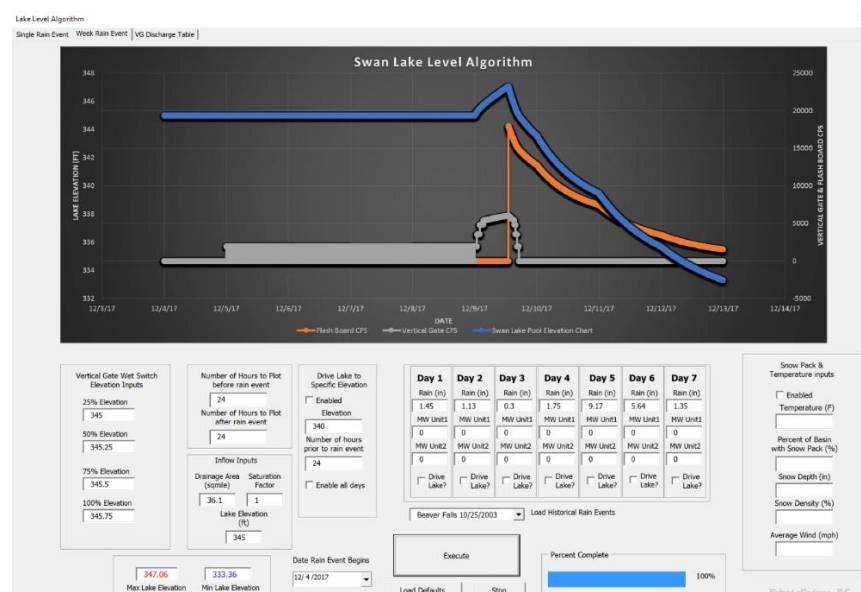 Lake Level Algorithm
Single Rain Event Week Rain Event VG Discharge Table
Swan Lake Level Algorithm
348
346
344
342
340
338
336
334
332
LAKE ELEVATION (FT)
25000
20000
15000
10000
5000
0
-5000
VERTICAL GATE & FLASH BOARD CFS
12/3/17 12/4/17 12/5/17 12/6/17 12/7/17 12/8/17 12/9/17 12/10/17 12/11/17 12/12/17 12/13/17 12/14/17
DATE
Flash Board CFS Vertical Gate CFS Swan Lake Pool Elevation Chart
Vertical Gate Wet Switch
Elevation Inputs
25% Elevation
345
50% Elevation
345.25
75% Elevation
345.5
100% Elevation
345.75
Number of Hours to Plot
before rain event
24
Number of Hours to Plot
after rain event
24
Inflow Inputs
Drainage Area Saturation
(sqmile) Factor
36.1 1
Lake Elevation
(ft)
345
Drive Lake to
Specific Elevation
Enabled
Elevation
340
Number of hours
prior to rain event
24
Enable all days
Day 1 Day 2 Day 3 Day 4 Day 5 Day 6 Day 7
Rain (in) Rain (in) Rain (in) Rain (in) Rain (in) Rain (in) Rain (in)
1.45 1.13 0.3 1.75 9.17 5.64 1.35
MW Unit1 MW Unit1 MW Unit1 MW Unit1 MW Unit1 MW Unit1 MW Unit1
0 0 0 0 0 0 0
MW Unit2 MW Unit2 MW Unit2 MW Unit2 MW Unit2 MW Unit2 MW Unit2
0 0 0 0 0 0 0
Drive Drive Drive Drive Drive Drive Drive
Lake? Lake? Lake? Lake? Lake? Lake? Lake?
Beaver Falls 10/25/2003 Load Historical Rain Events
Snow Pack &
Temperature inputs
Enabled
Temperature (F)
Percent of Basin
with Snow Pack (%)
Snow Depth (in)
Snow Density (%)
Average Wind (mph)
347.06 333.36
Max Lake Elevation Min Lake Elevation
Date Rain Event Begins
12/ 4 /2017
Execute
Load Defaults Stop
Percent Complete
100%